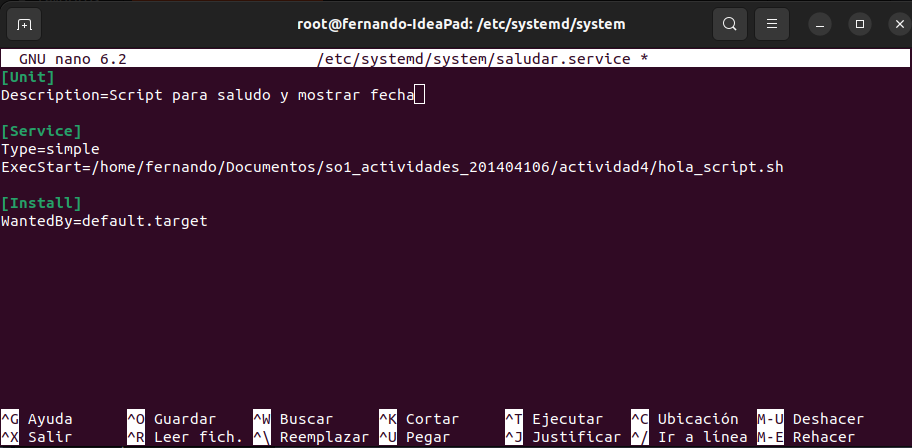 root@fernando-IdeaPad: /etc/systemd/system
GNU nano 6.2 /etc/systemd/system/saludar.service *
[Unit]
Description=Script para saludo y mostrar fecha
[Service]
Type=simple
ExecStart=/home/fernando/Documentos/so1_actividades_201404106/actividad4/hola_script.sh
[Install]
WantedBy=default.target
^G Ayuda ^O Guardar ^W Buscar ^K Cortar ^T Ejecutar ^C Ubicación M-U Deshacer
^X Salir ^R Leer fich. ^\ Reemplazar ^U Pegar ^J Justificar ^/ Ir a línea M-E Rehacer